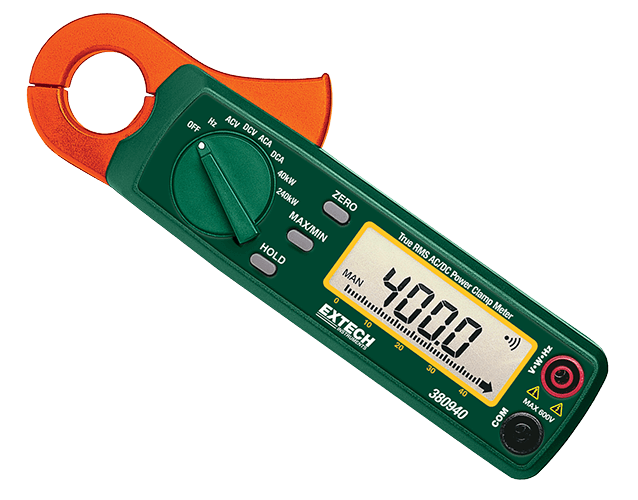 OFF
Hz
ACV
DCV
ACA
DCA
40kW
240kW
ZERO
MAX/MIN
HOLD
True RMS AC/DC Power Clamp Meter
MAN
400.0
0 10 20 30 40
EXTECH
INSTRUMENTS
380940
V•W•Hz
MAX 600V
COM